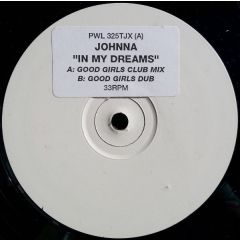 PWL 325TJX (A)
JOHNNA
"IN MY DREAMS"
A: GOOD GIRLS CLUB MIX
B: GOOD GIRLS DUB
33RPM